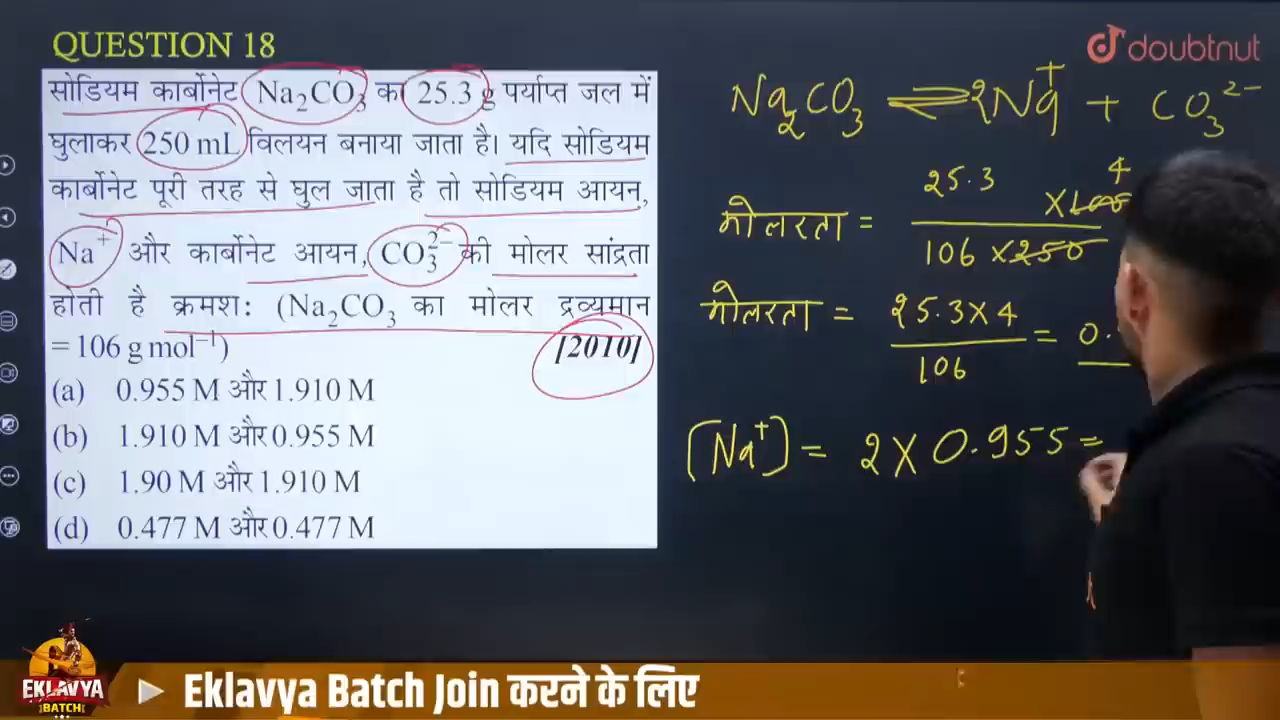 QUESTION 18
doubtnut
सोडियम कार्बोनेट Na₂CO₃ का 25.3 g पर्याप्त जल में
घुलाकर 250 mL विलयन बनाया जाता है। यदि सोडियम
कार्बोनेट पूरी तरह से घुल जाता है तो सोडियम आयन,
Na⁺ और कार्बोनेट आयन, CO₃²⁻ की मोलर सांद्रता
होती है क्रमशः (Na₂CO₃ का मोलर द्रव्यमान
= 106 g mol⁻¹) [2010]
(a) 0.955 M और 1.910 M
(b) 1.910 M और 0.955 M
(c) 1.90 M और 1.910 M
(d) 0.477 M और 0.477 M
Na₂CO₃ ⇌ 2Na⁺ + CO₃²⁻
4
25.3 ×
मोलरता =
106 × 250
मोलरता = 25.3 × 4 = 0.
106
[Na⁺] = 2 × 0.955 =
EKLAVYA
BATCH
Eklavya Batch Join करने के लिए